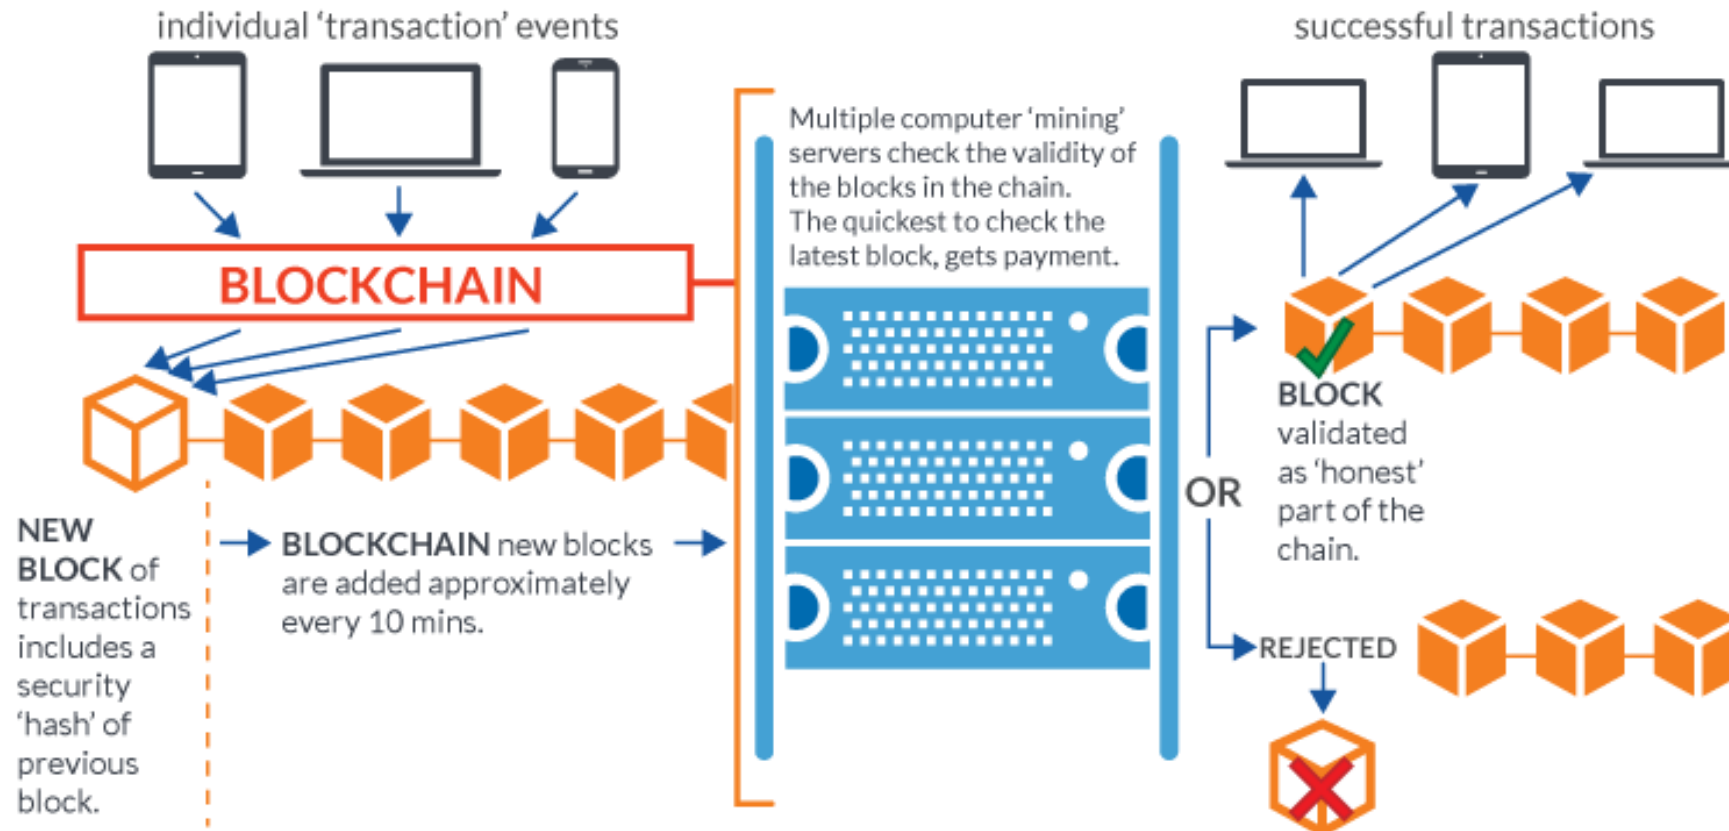 individual ‘transaction’ events
successful transactions
Multiple computer ‘mining’
servers check the validity of
the blocks in the chain.
The quickest to check the
latest block, gets payment.
BLOCKCHAIN
NEW
BLOCK of
transactions
includes a
security
‘hash’ of
previous
block.
BLOCKCHAIN new blocks
are added approximately
every 10 mins.
OR
BLOCK
validated
as ‘honest’
part of the
chain.
REJECTED